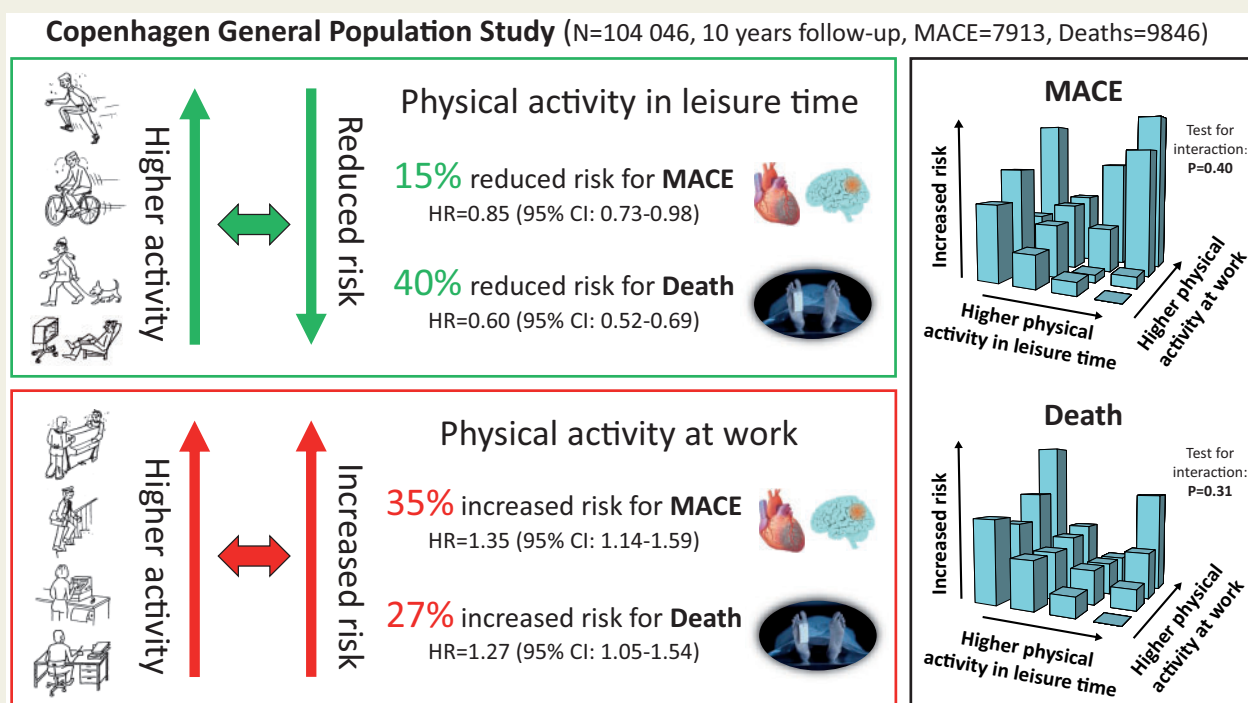 Copenhagen General Population Study (N=104 046, 10 years follow-up, MACE=7913, Deaths=9846)
Higher activity
Reduced risk
Physical activity in leisure time
15% reduced risk for MACE
HR=0.85 (95% CI: 0.73-0.98)
40% reduced risk for Death
HR=0.60 (95% CI: 0.52-0.69)
Higher activity
Increased risk
Physical activity at work
35% increased risk for MACE
HR=1.35 (95% CI: 1.14-1.59)
27% increased risk for Death
HR=1.27 (95% CI: 1.05-1.54)
MACE
Test for
interaction:
P=0.40
Increased risk
Higher physical
activity in leisure time
Higher physical
activity at work
Death
Test for
interaction:
P=0.31
Increased risk
Higher physical
activity in leisure time
Higher physical
activity at work